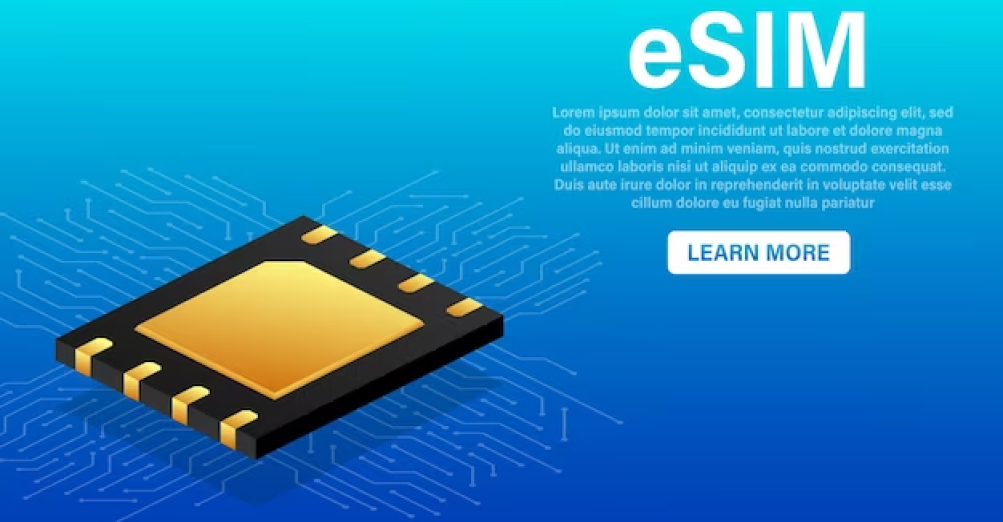 eSIM
Lorem ipsum dolor sit amet, consectetur adipiscing elit, sed
do eiusmod tempor incididunt ut labore et dolore magna
aliqua. Ut enim ad minim veniam, quis nostrud exercitation
ullamco laboris nisi ut aliquip ex ea commodo consequat.
Duis aute irure dolor in reprehenderit in voluptate velit esse
cillum dolore eu fugiat nulla pariatur
LEARN MORE